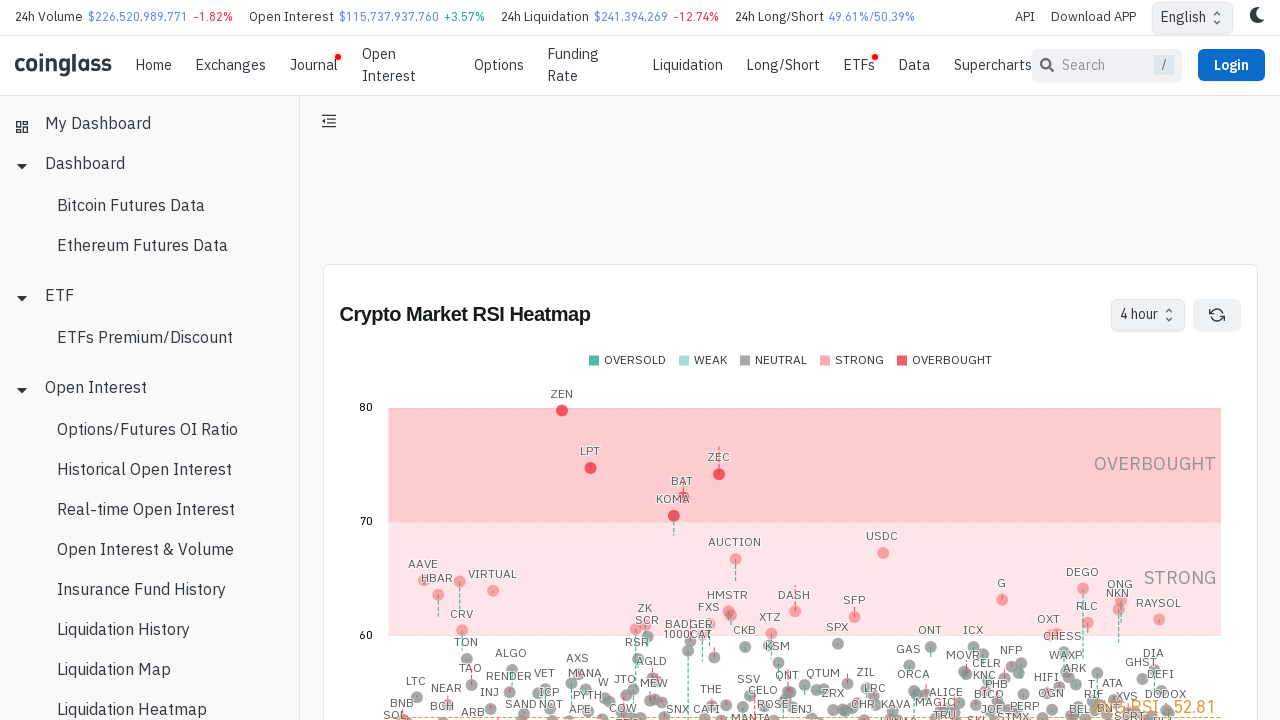 24h Volume $226,520,989,771 -1.82% Open Interest $115,737,937,760 +3.57% 24h Liquidation $241,394,269 -12.74% 24h Long/Short 49.61%/50.39% API Download APP English
coinglass Home Exchanges Journal Open Interest Options Funding Rate Liquidation Long/Short ETFs Data Supercharts Search / Login
My Dashboard
Dashboard
Bitcoin Futures Data
Ethereum Futures Data
ETF
ETFs Premium/Discount
Open Interest
Options/Futures OI Ratio
Historical Open Interest
Real-time Open Interest
Open Interest & Volume
Insurance Fund History
Liquidation History
Liquidation Map
Liquidation Heatmap
Crypto Market RSI Heatmap 4 hour
OVERSOLD WEAK NEUTRAL STRONG OVERBOUGHT
ZEN
80
LPT ZEC
OVERBOUGHT
BAT
KOMA
70
USDC
AUCTION
AAVE
HBAR VIRTUAL DEGO
STRONG
G ONG
NKN
HMSTR DASH SFP RAYSOL
FXS RLC
ZK
CRV SCR XTZ OXT
BADGER
60
1000CAT CKB SPX ONT ICX CHESS
TON RSR KSM GAS NFP
ALGO AXS AGLD MOVR CELR WAXP DIA
TAO GHST
RENDER VET MANA JTO MEW SSV QNT QTUM ZIL ORCA KNC HIFI ARK DEFI
NEAR INJ ICP PYTH W THE CELO ZRX LRC ALICE BICO PHB CGN T ATA
LTC RIF XVS DODOX
BNB BCH SAND NOT APE COW SNX CATI ROSE ENJ CHR KAVA MAGIC JOE PERP BEL
SOL ARB MANTA TRU STMX
52.81